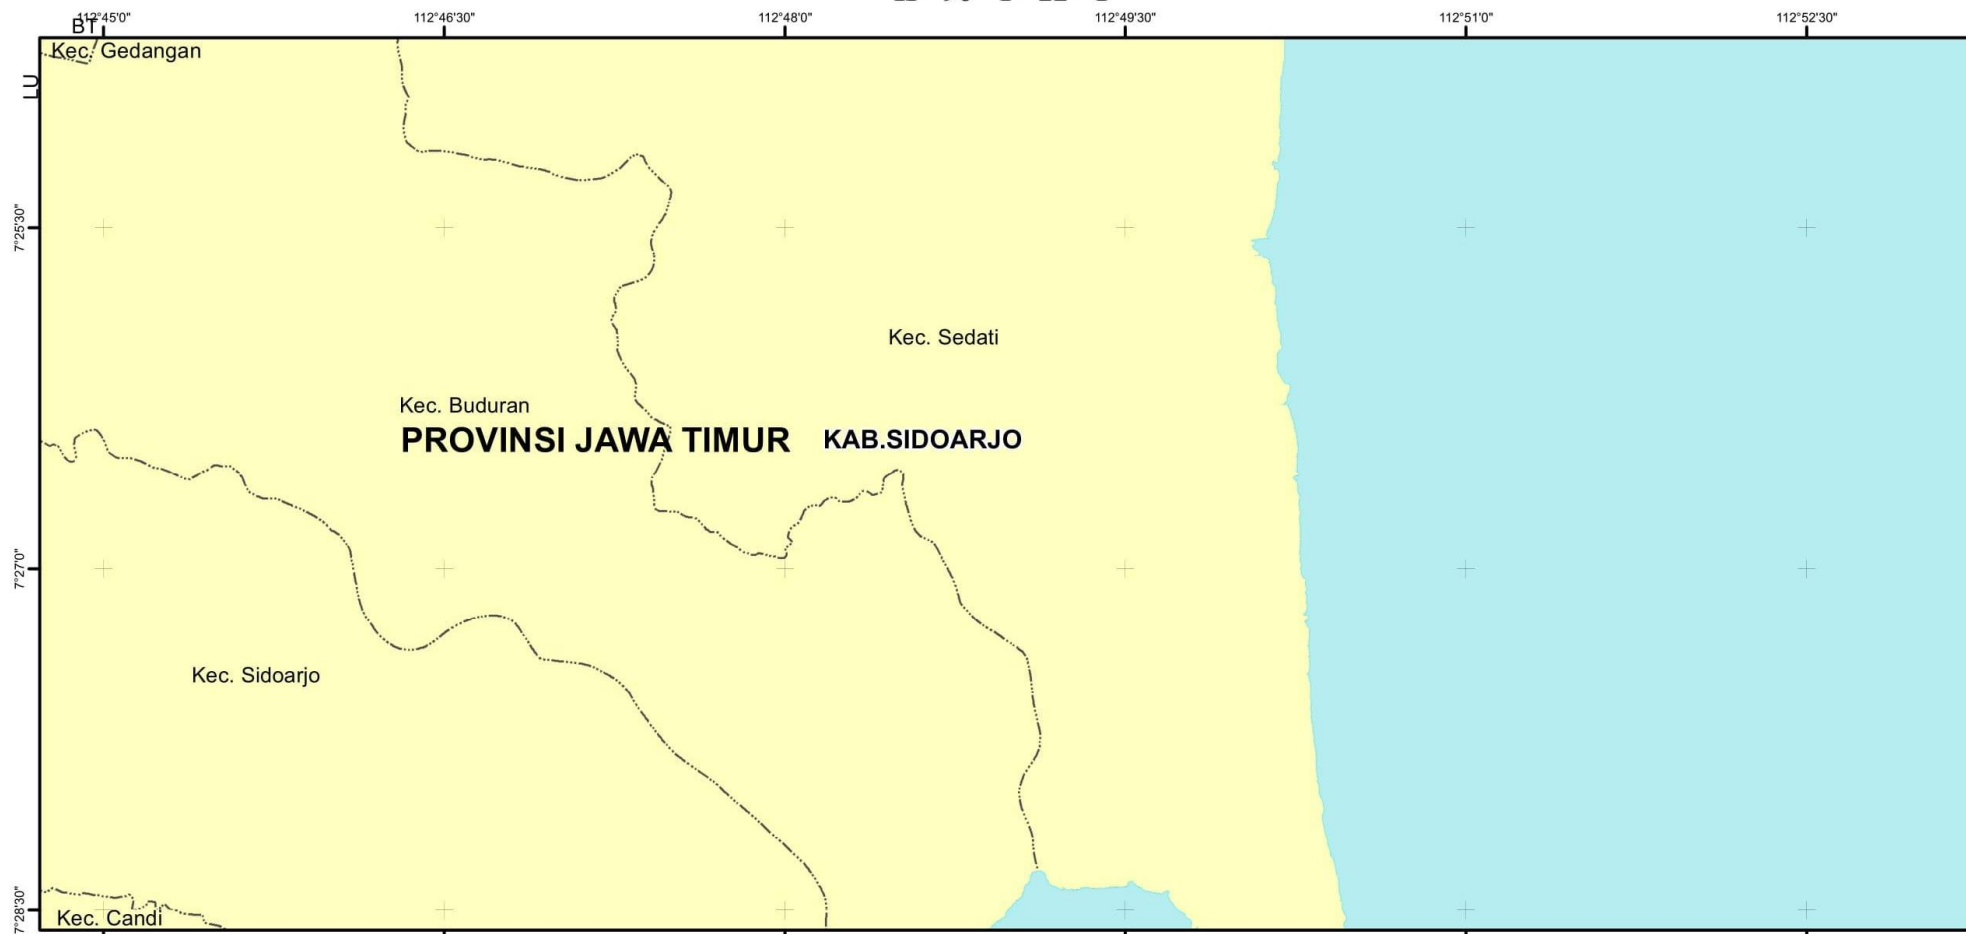 112°45'0" 112°46'30" 112°48'0" 112°49'30" 112°51'0" 112°52'30"
BT
Kec. Gedangan
LU
7°25'30"
Kec. Sedati
Kec. Buduran
PROVINSI JAWA TIMUR KAB.SIDOARJO
7°27'0"
Kec. Sidoarjo
7°28'30"
Kec. Candi